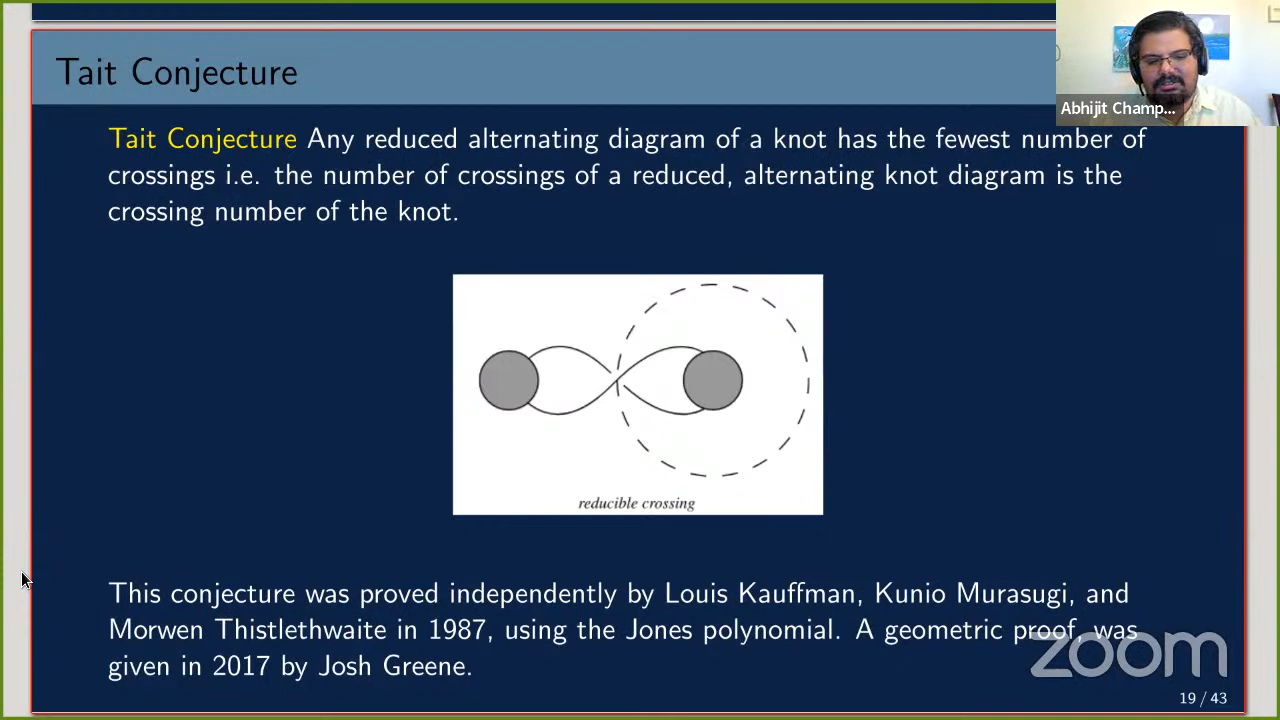 Tait Conjecture
Abhijit Champ...
Tait Conjecture Any reduced alternating diagram of a knot has the fewest number of
crossings i.e. the number of crossings of a reduced, alternating knot diagram is the
crossing number of the knot.
reducible crossing
This conjecture was proved independently by Louis Kauffman, Kunio Murasugi, and
Morwen Thistlethwaite in 1987, using the Jones polynomial. A geometric proof, was
given in 2017 by Josh Greene.
zoom
19 / 43